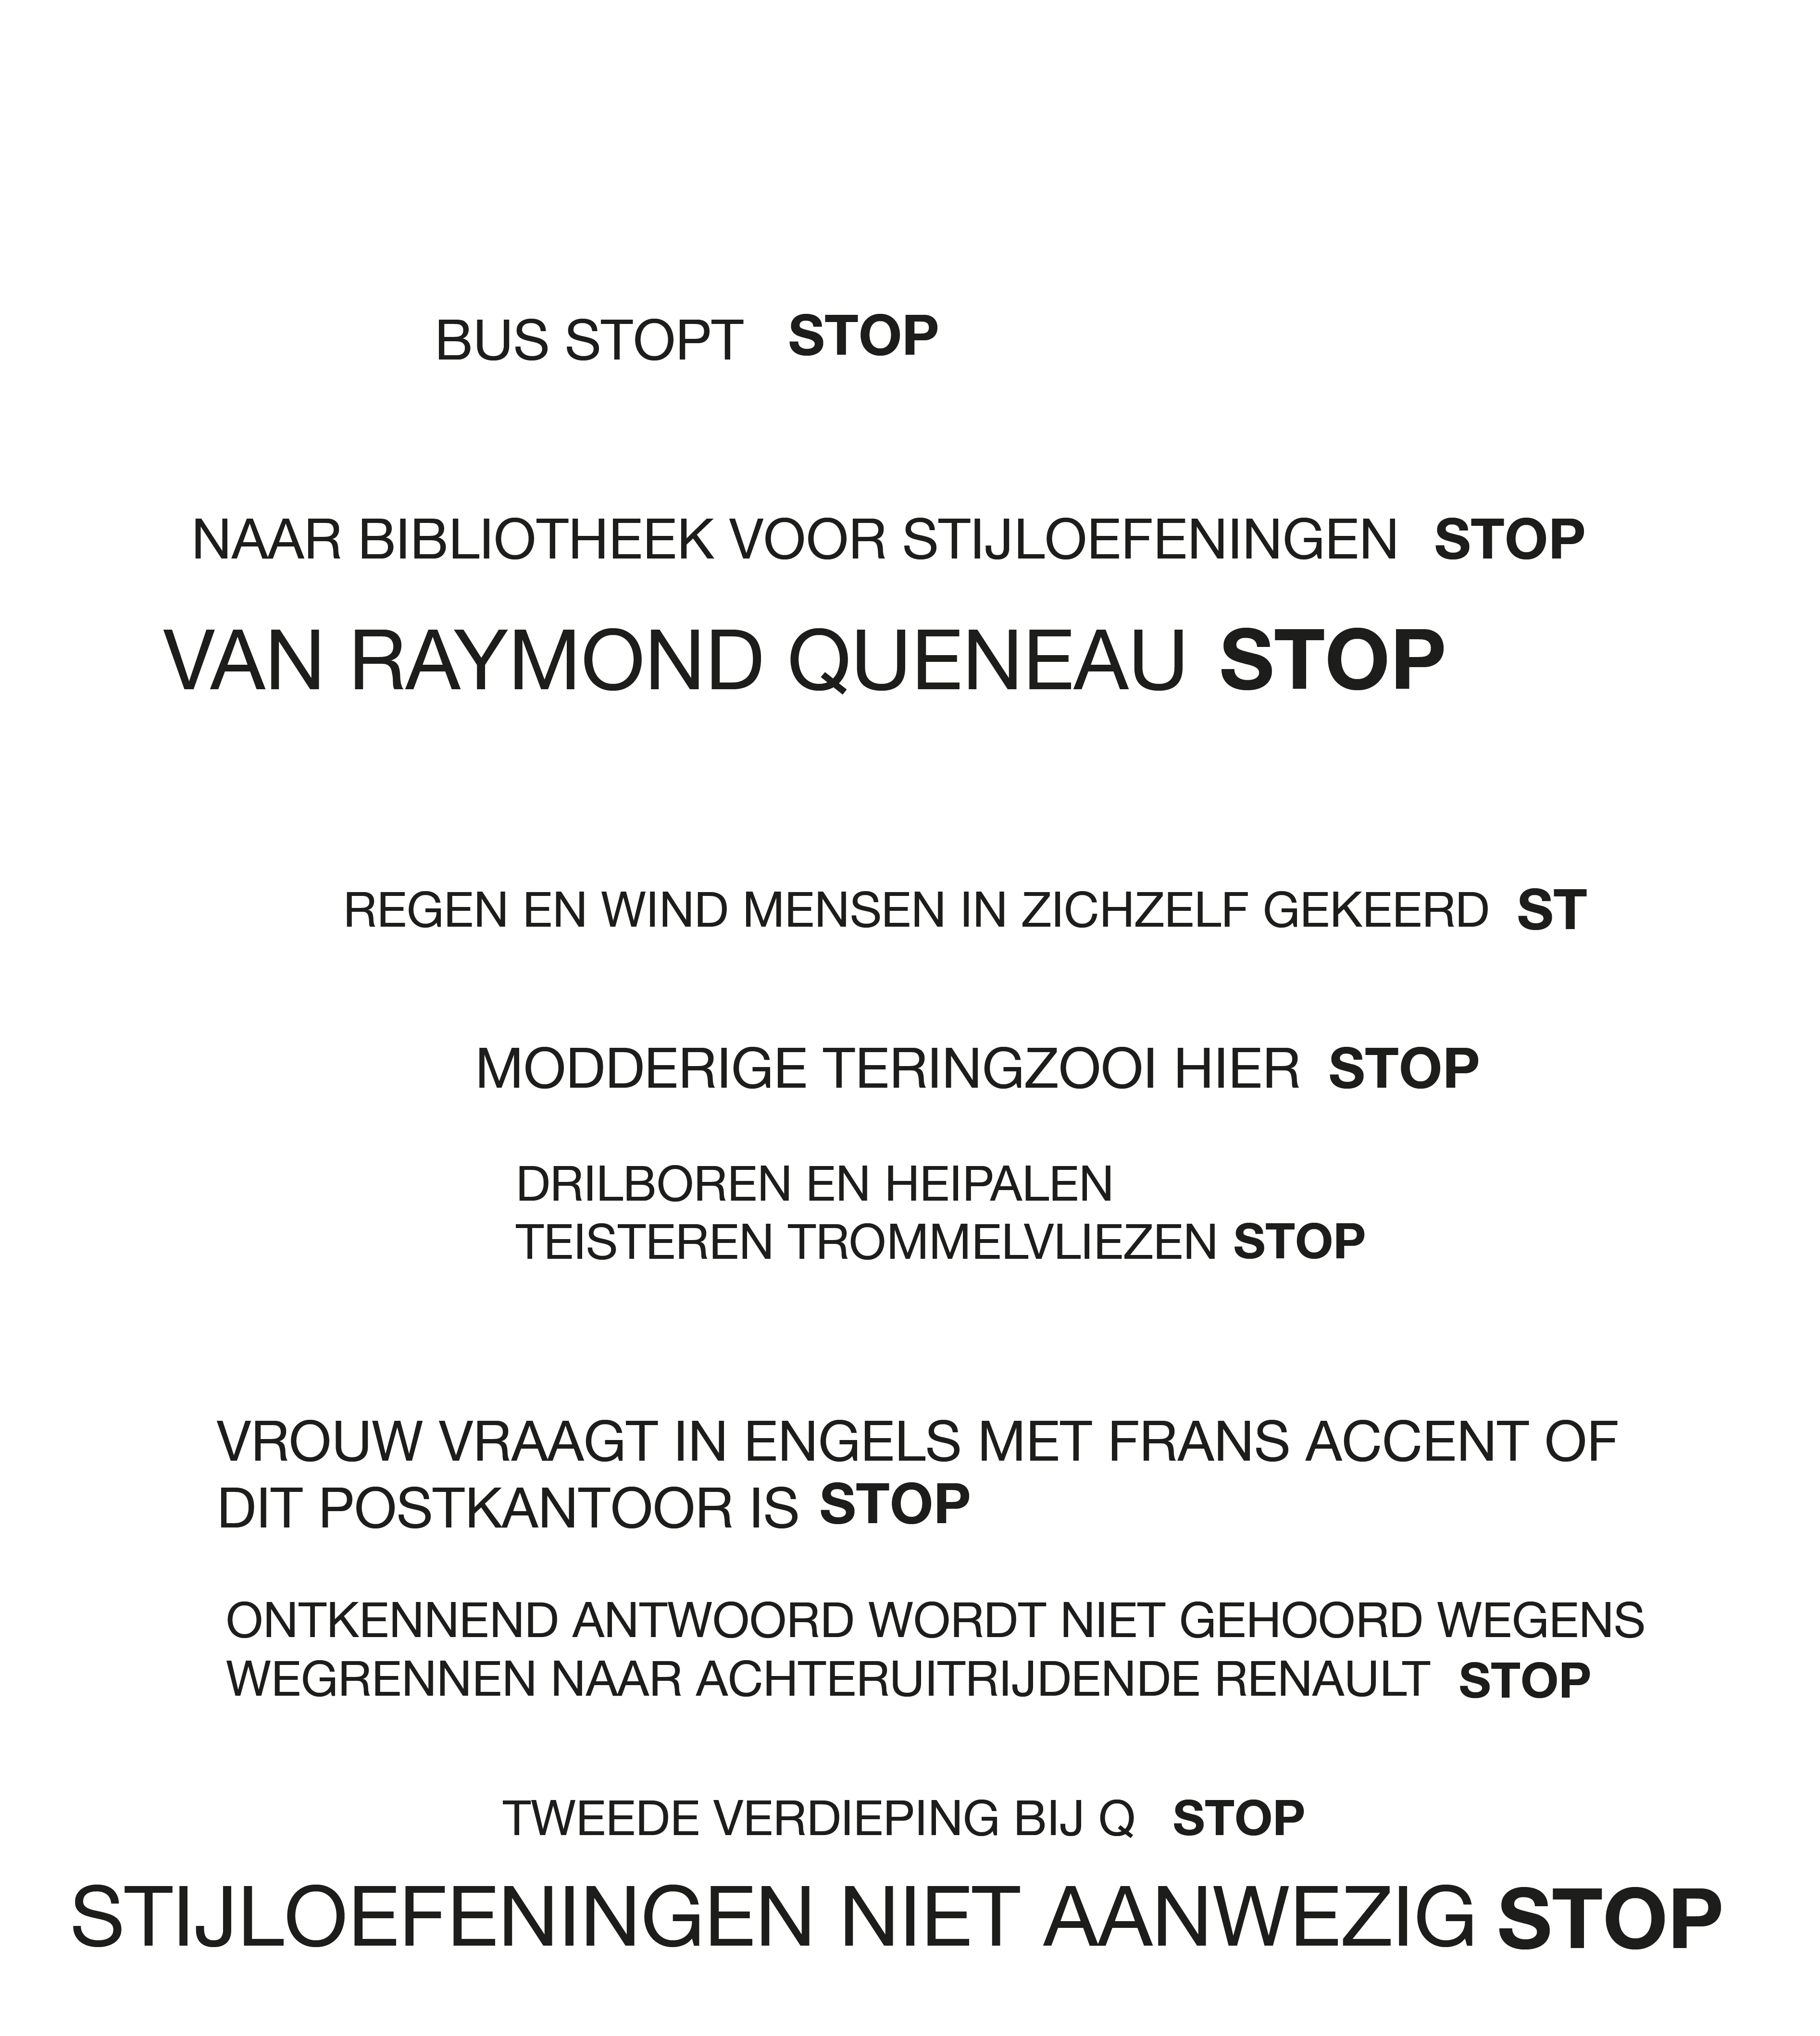 BUS STOPT STOP
NAAR BIBLIOTHEEK VOOR STIJLOEFENINGEN STOP
VAN RAYMOND QUENEAU STOP
REGEN EN WIND MENSEN IN ZICHZELF GEKEERD ST
MODDERIGE TERINGZOOI HIER STOP
DRILBOREN EN HEIPALEN
TEISTEREN TROMMELVLIEZEN STOP
VROUW VRAAGT IN ENGELS MET FRANS ACCENT OF
DIT POSTKANTOOR IS STOP
ONTKENNEND ANTWOORD WORDT NIET GEHOORD WEGENS
WEGRENNEN NAAR ACHTERUITRIJDENDE RENAULT STOP
TWEEDE VERDIEPING BIJ Q STOP
STIJLOEFENINGEN NIET AANWEZIG STOP